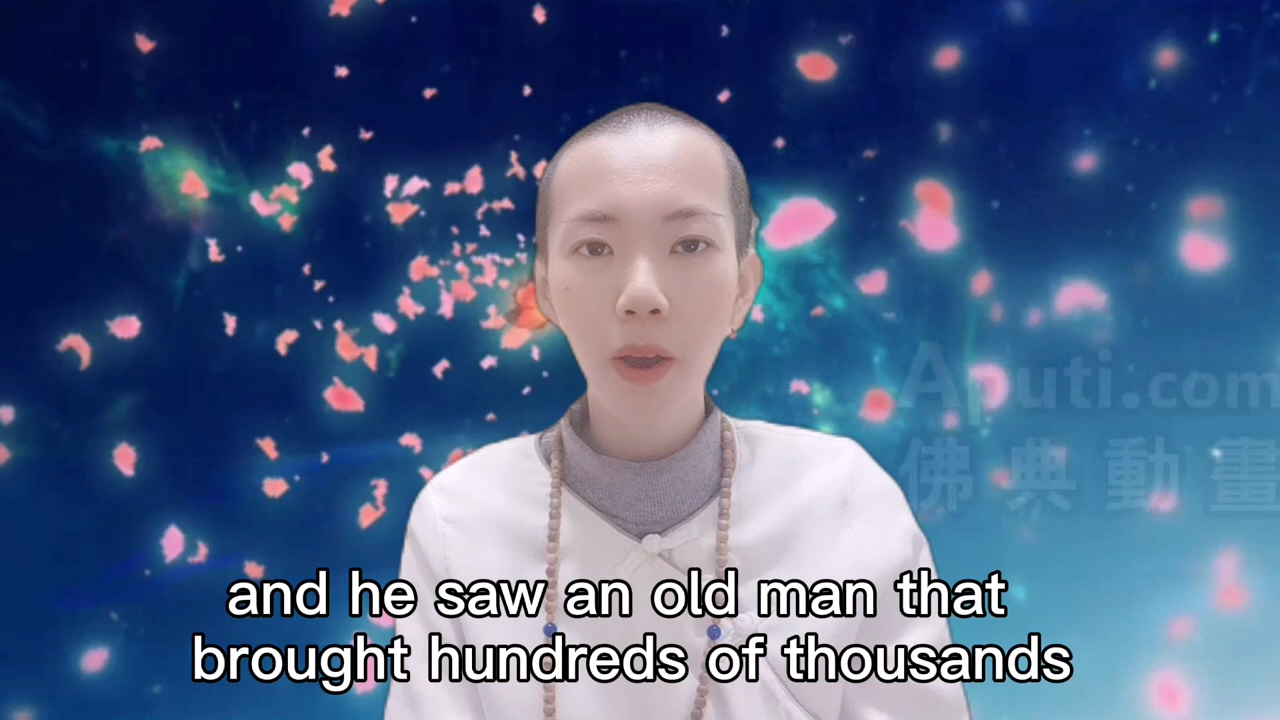 Aputi.com
佛典動畫
and he saw an old man that
brought hundreds of thousands